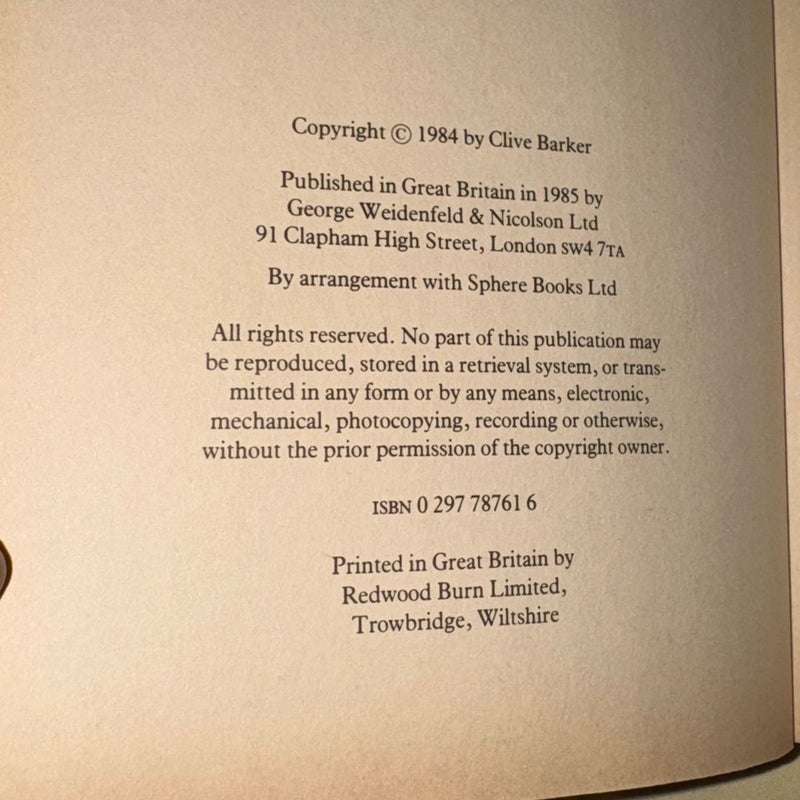 Copyright © 1984 by Clive Barker
Published in Great Britain in 1985 by
George Weidenfeld & Nicolson Ltd
91 Clapham High Street, London SW4 7TA
By arrangement with Sphere Books Ltd
All rights reserved. No part of this publication may
be reproduced, stored in a retrieval system, or trans-
mitted in any form or by any means, electronic,
mechanical, photocopying, recording or otherwise,
without the prior permission of the copyright owner.
ISBN 0 297 78761 6
Printed in Great Britain by
Redwood Burn Limited,
Trowbridge, Wiltshire